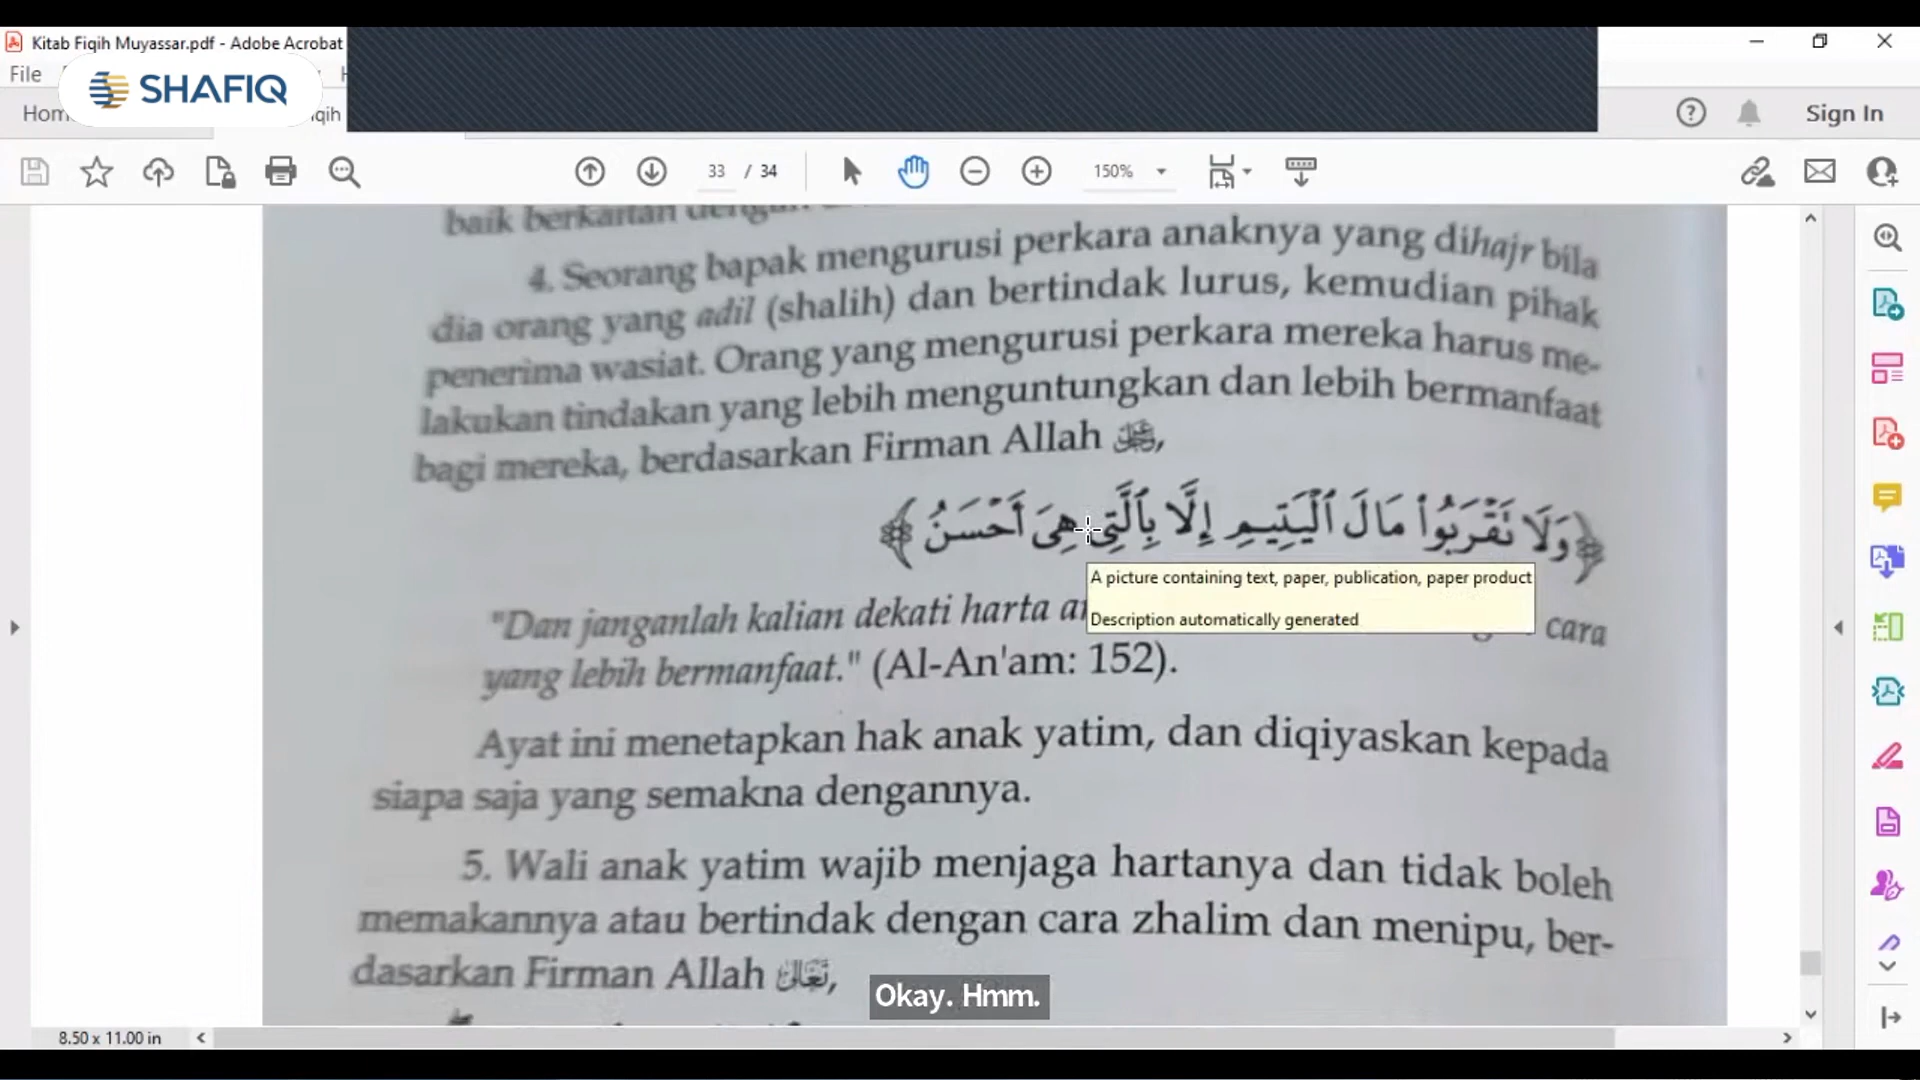 Kitab Fiqih Muyassar.pdf - Adobe Acrobat
File
SHAFIQ
Sign In
33 / 34
150%
baik berkaitan
4. Seorang bapak mengurusi perkara anaknya yang dihajr bila
dia orang yang adil (shalih) dan bertindak lurus, kemudian pihak
penerima wasiat. Orang yang mengurusi perkara mereka harus me-
lakukan tindakan yang lebih menguntungkan dan lebih bermanfaat
bagi mereka, berdasarkan Firman Allah ﷻ,
﴿وَلَا تَقْرَبُوا۟ مَالَ ٱلْيَتِيمِ إِلَّا بِٱلَّتِى هِىَ أَحْسَنُ﴾
A picture containing text, paper, publication, paper product
Description automatically generated
"Dan janganlah kalian dekati harta cara
yang lebih bermanfaat." (Al-An'am: 152).
Ayat ini menetapkan hak anak yatim, dan diqiyaskan kepada
siapa saja yang semakna dengannya.
5. Wali anak yatim wajib menjaga hartanya dan tidak boleh
memakannya atau bertindak dengan cara zhalim dan menipu, ber-
dasarkan Firman Allah تعالى,
Okay. Hmm.
8.50 x 11.00 in